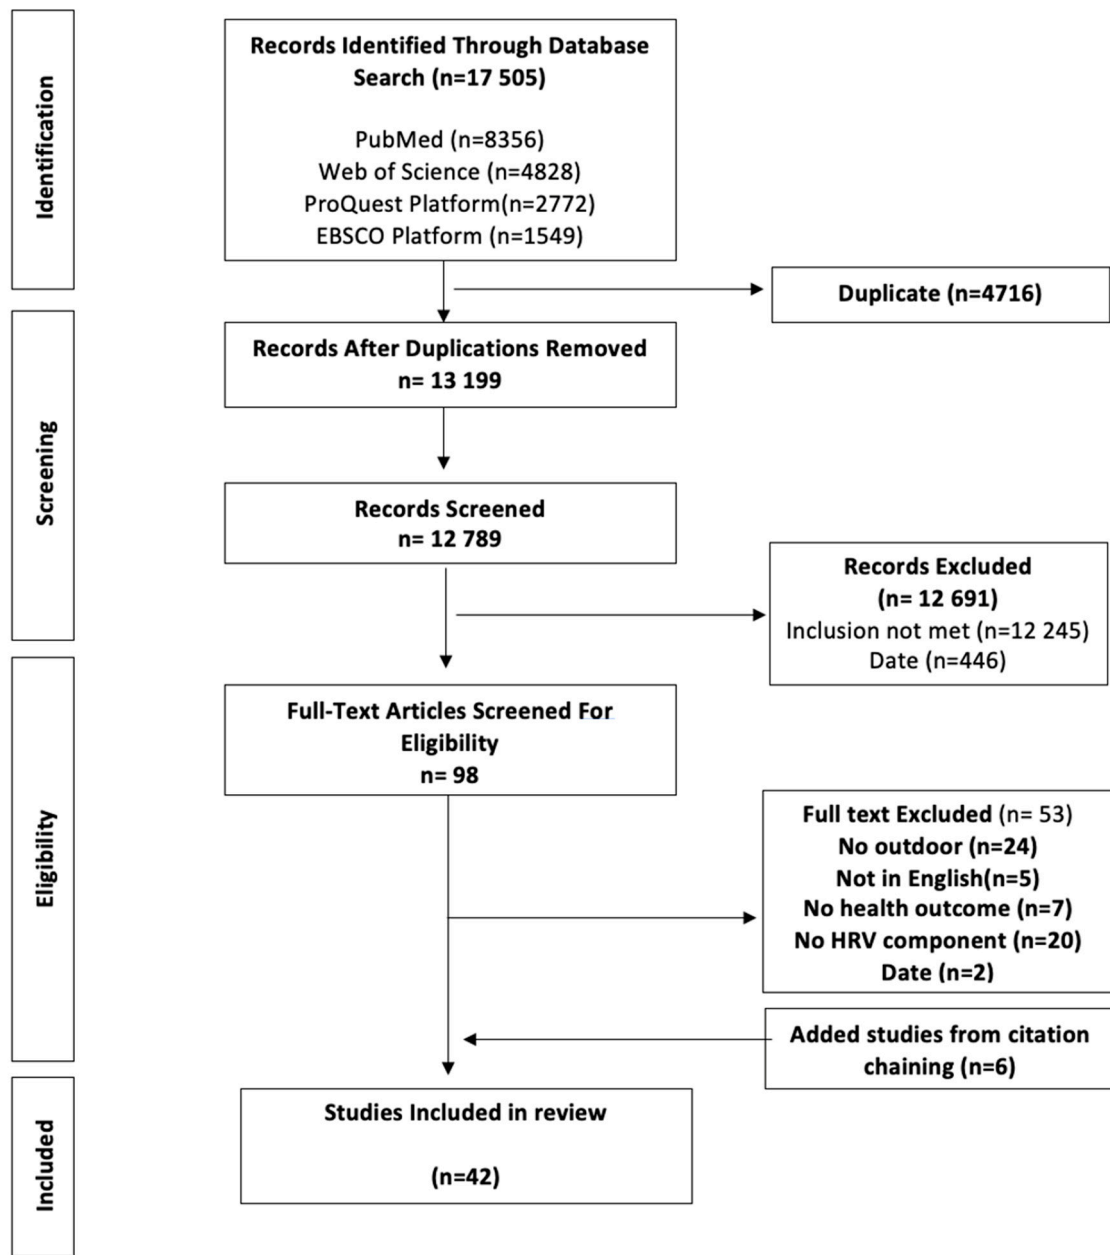 Identification
Records Identified Through Database
Search (n=17 505)
PubMed (n=8356)
Web of Science (n=4828)
ProQuest Platform(n=2772)
EBSCO Platform (n=1549)
Duplicate (n=4716)
Screening
Records After Duplications Removed
n= 13 199
Records Screened
n= 12 789
Records Excluded
(n= 12 691)
Inclusion not met (n=12 245)
Date (n=446)
Eligibility
Full-Text Articles Screened For
Eligibility
n= 98
Full text Excluded (n= 53)
No outdoor (n=24)
Not in English(n=5)
No health outcome (n=7)
No HRV component (n=20)
Date (n=2)
Added studies from citation
chaining (n=6)
Included
Studies Included in review
(n=42)